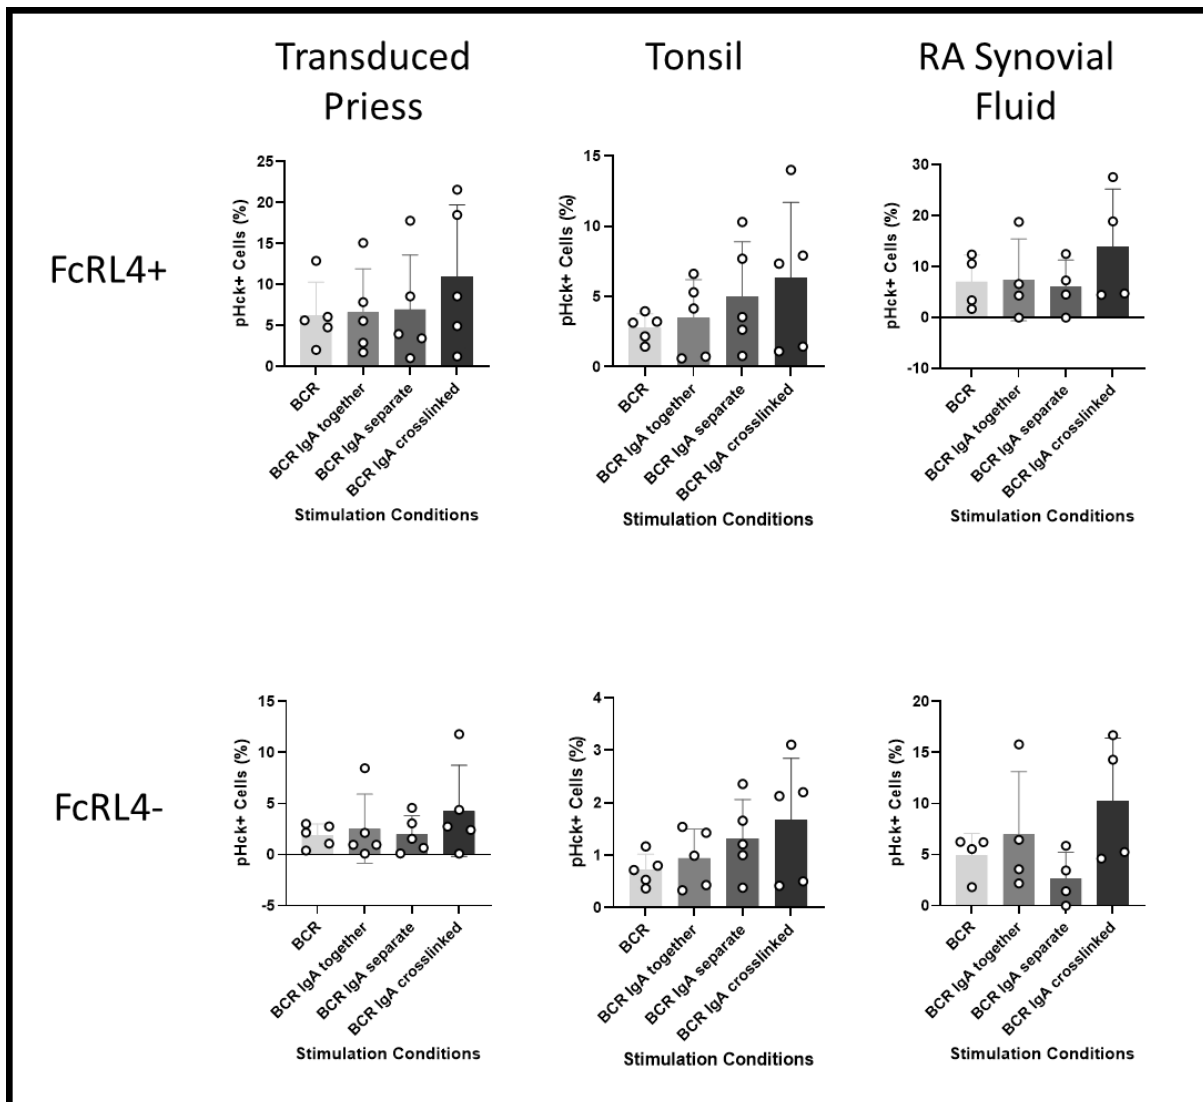 Transduced
Priess
Tonsil
RA Synovial
Fluid
FcRL4+
pHck+ Cells (%)
25
20
15
10
5
0
BCR
BCR IgA together
BCR IgA separate
BCR IgA crosslinked
Stimulation Conditions
pHck+ Cells (%)
15
10
5
0
BCR
BCR IgA together
BCR IgA separate
BCR IgA crosslinked
Stimulation Conditions
pHck+ Cells (%)
30
20
10
0
-10
BCR
BCR IgA together
BCR IgA separate
BCR IgA crosslinked
Stimulation Conditions
FcRL4-
pHck+ Cells (%)
15
10
5
0
-5
BCR
BCR IgA together
BCR IgA separate
BCR IgA crosslinked
Stimulation Conditions
pHck+ Cells (%)
4
3
2
1
0
BCR
BCR IgA together
BCR IgA separate
BCR IgA crosslinked
Stimulation Conditions
pHck+ Cells (%)
20
15
10
5
0
BCR
BCR IgA together
BCR IgA separate
BCR IgA crosslinked
Stimulation Conditions